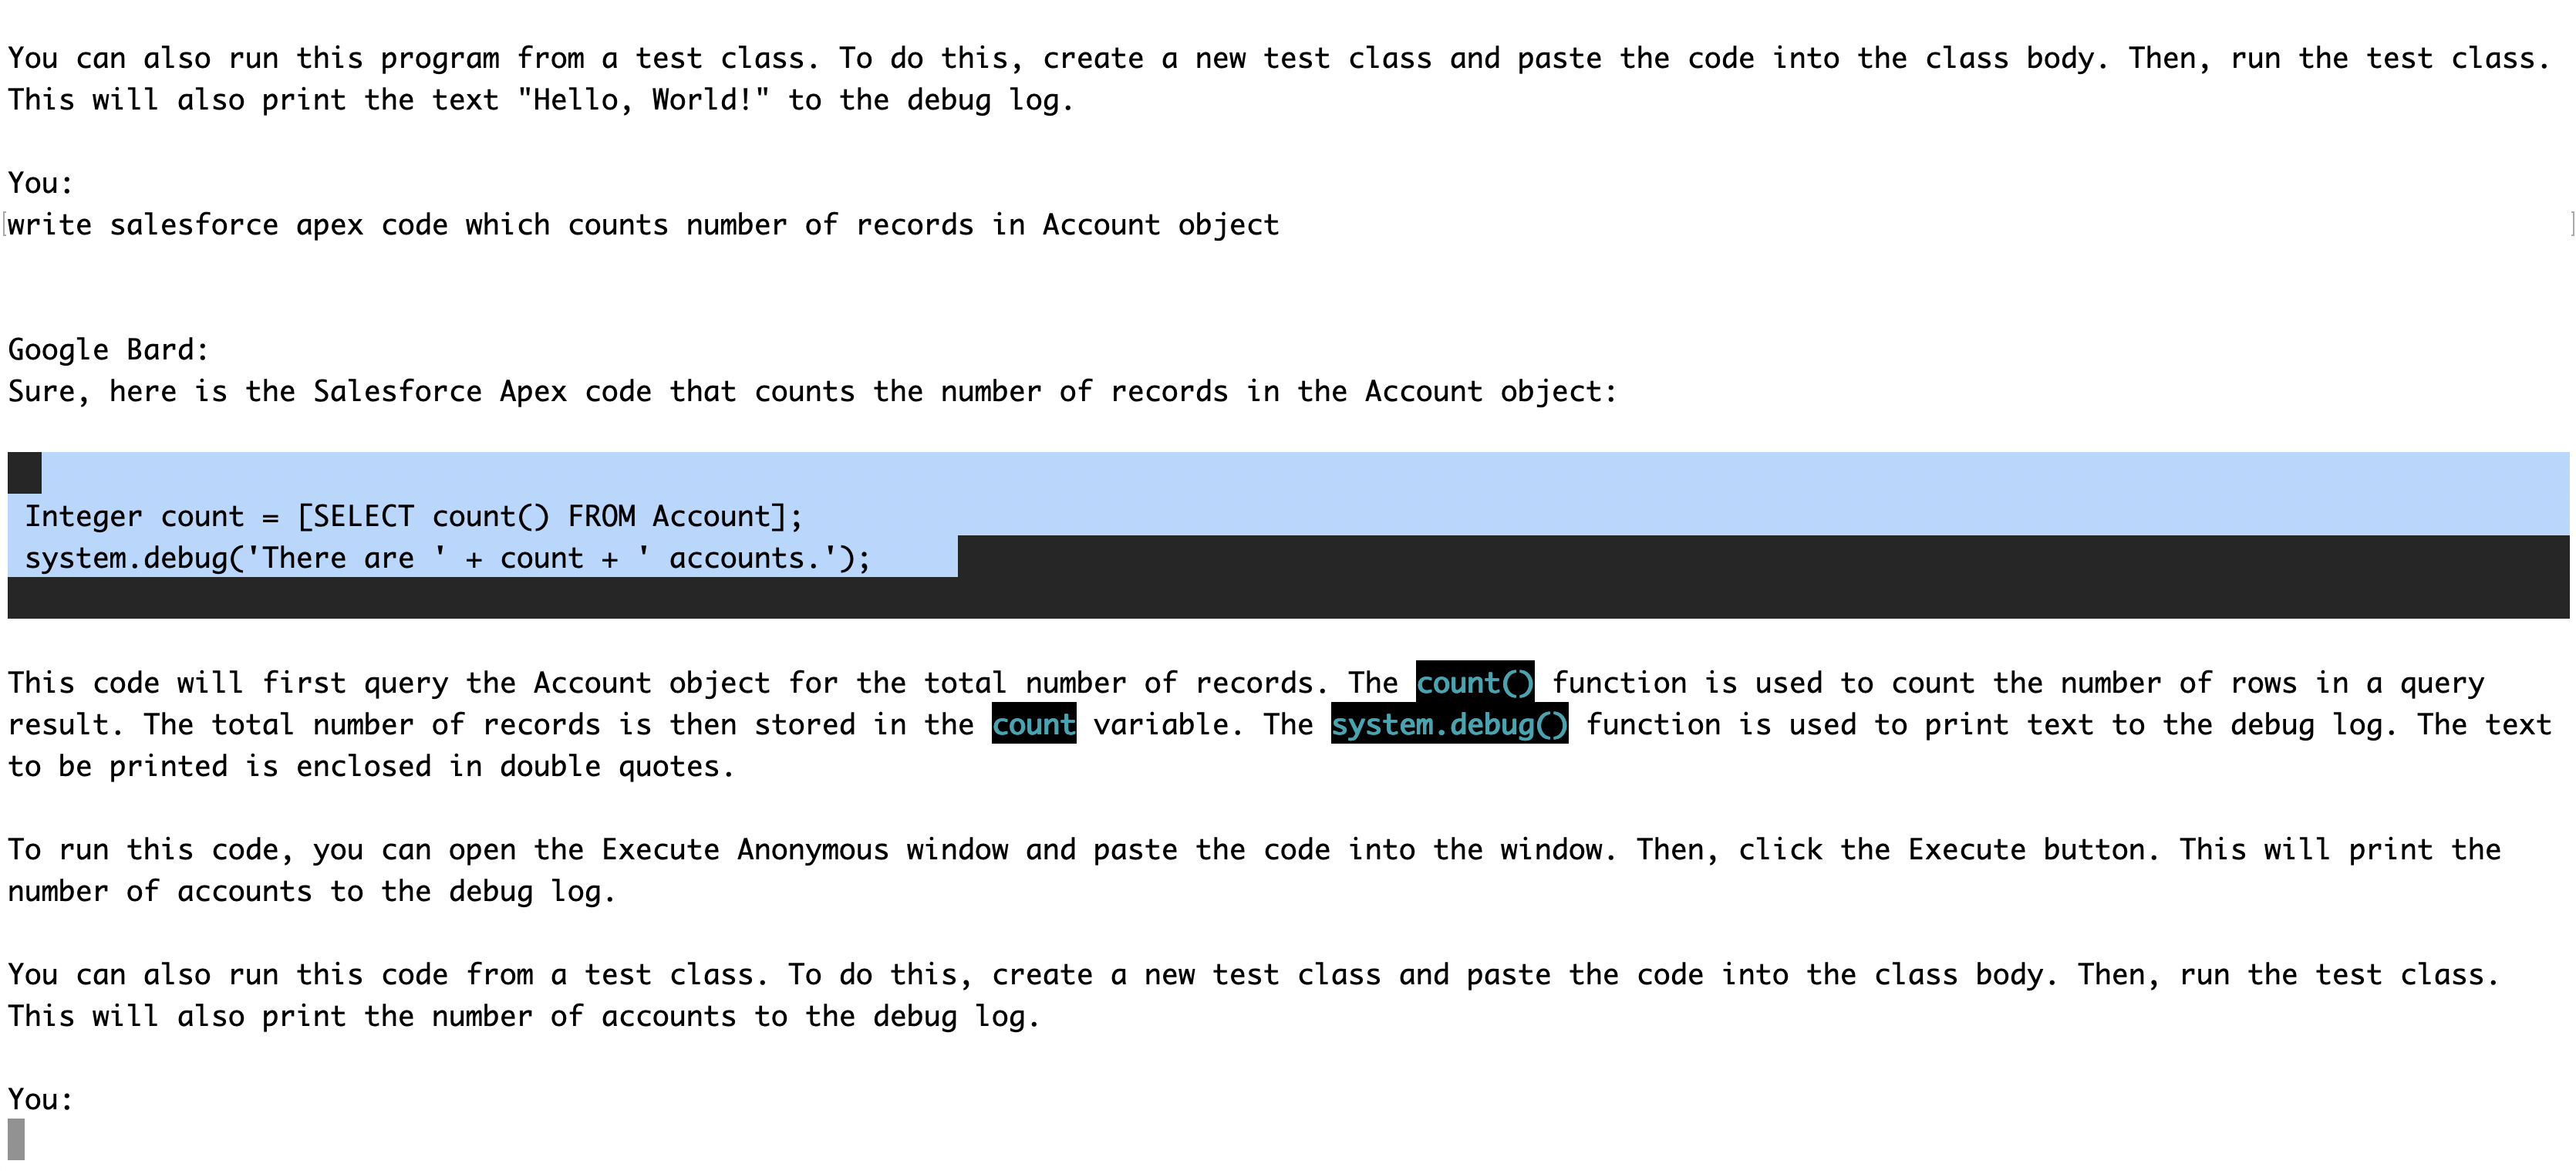 You can also run this program from a test class. To do this, create a new test class and paste the code into the class body. Then, run the test class.
This will also print the text "Hello, World!" to the debug log.
You:
[write salesforce apex code which counts number of records in Account object ]
Google Bard:
Sure, here is the Salesforce Apex code that counts the number of records in the Account object:
Integer count = [SELECT count() FROM Account];
system.debug('There are ' + count + ' accounts.');
This code will first query the Account object for the total number of records. The count() function is used to count the number of rows in a query
result. The total number of records is then stored in the count variable. The system.debug() function is used to print text to the debug log. The text
to be printed is enclosed in double quotes.
To run this code, you can open the Execute Anonymous window and paste the code into the window. Then, click the Execute button. This will print the
number of accounts to the debug log.
You can also run this code from a test class. To do this, create a new test class and paste the code into the class body. Then, run the test class.
This will also print the number of accounts to the debug log.
You: